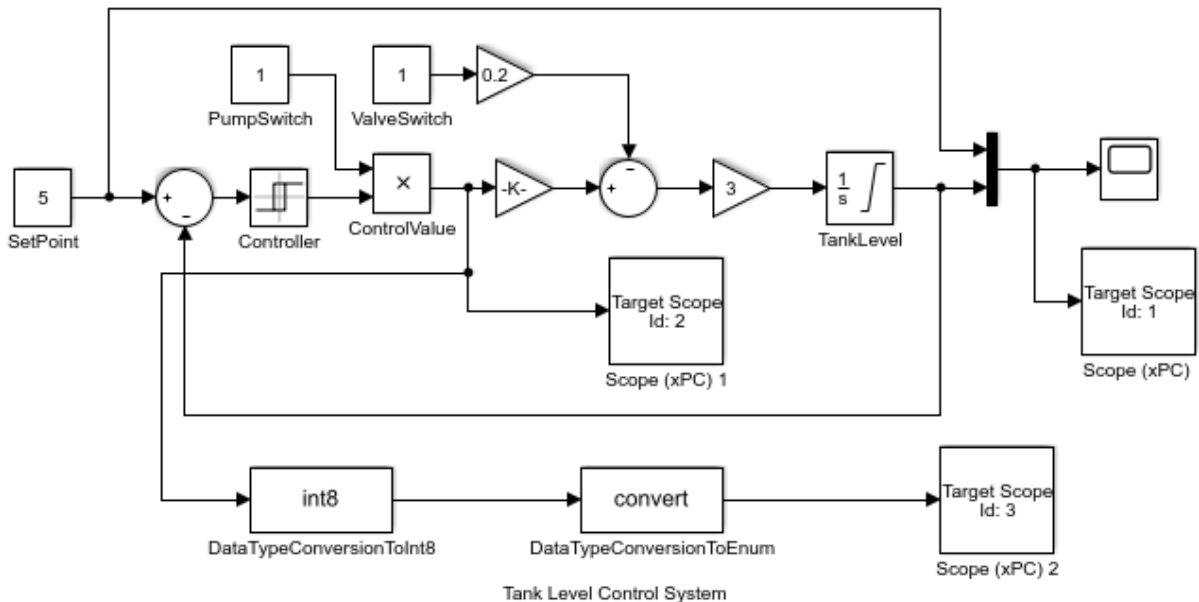 1
PumpSwitch
1
ValveSwitch
0.2
5
SetPoint
+
-
Controller
×
ControlValue
-K-
-
+
3
1
s
TankLevel
Target Scope
Id: 2
Scope (xPC) 1
Target Scope
Id: 1
Scope (xPC)
int8
DataTypeConversionToInt8
convert
DataTypeConversionToEnum
Target Scope
Id: 3
Scope (xPC) 2
Tank Level Control System